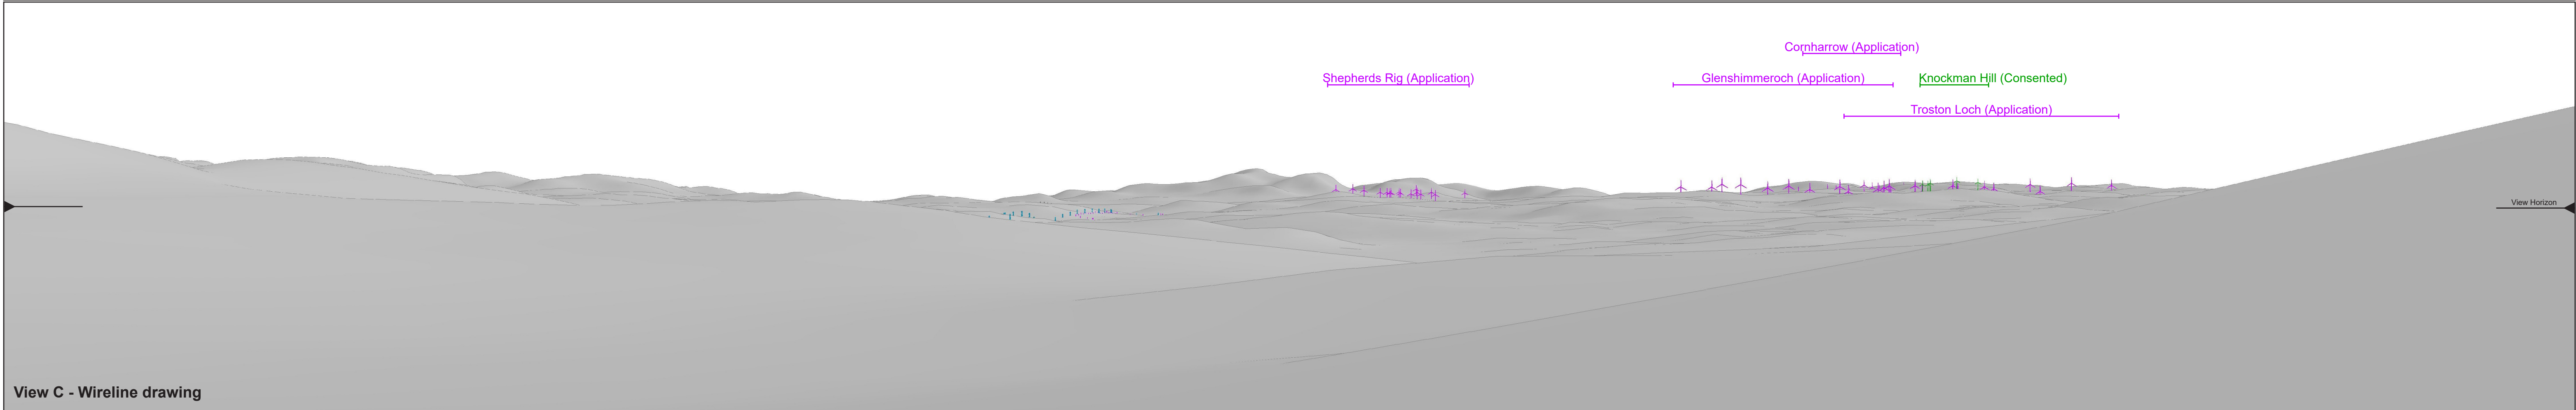 Cornharrow (Application)
Shepherds Rig (Application)
Glenshimmeroch (Application)
Knockman Hill (Consented)
Troston Loch (Application)
View Horizon
View C - Wireline drawing